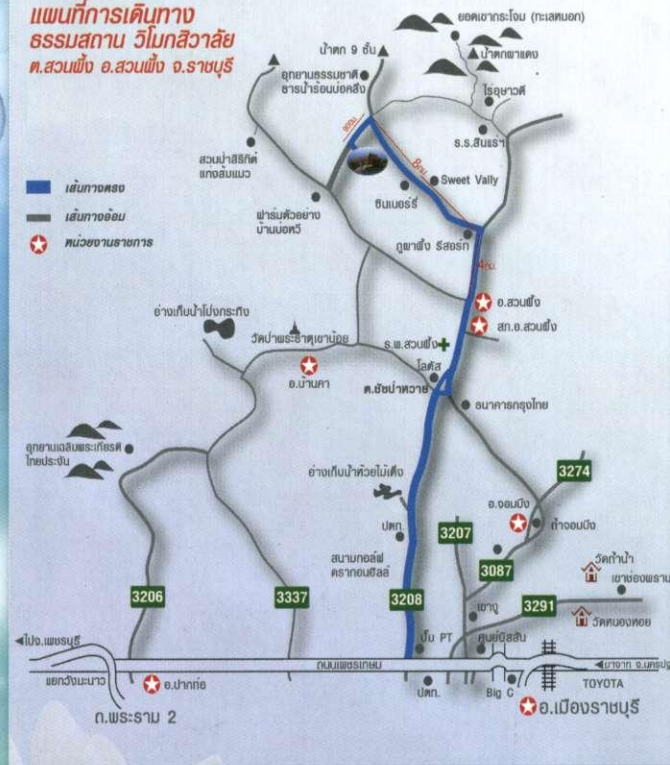 แผนที่การเดินทาง
ธรรมสถาน วิโมกสิวาลัย
ต.สวนผึ้ง อ.สวนผึ้ง จ.ราชบุรี
ยอดเขากระโจม (ทะเลหมอก)
น้ำตก 9 ชั้น
น้ำตกผาแดง
อุทยานธรรมชาติ
ธารน้ำร้อนบ่อคลึง
ไร่อุษาวดี
ร.ร.สินแร่ฯ
สวนป่าสิริกิติ์
แก่งส้มแมว
800ม.
8กม.
Sweet Vally
ซินเนอร์รี่
เส้นทางตรง
เส้นทางอ้อม
หน่วยงานราชการ
ฟาร์มตัวอย่าง
บ้านบ่อหวี
ภูผาผึ้ง รีสอร์ท
4กม.
อ.สวนผึ้ง
สภ.อ.สวนผึ้ง
อ่างเก็บน้ำโป่งกระทิง
วัดป่าพระธาตุเขาน้อย
ร.พ.สวนผึ้ง
อ.บ้านคา
โลตัส
ต.ชัฏป่าหวาย
ธนาคารกรุงไทย
อุทยานเฉลิมพระเกียรติ
ไทยประจัน
อ่างเก็บน้ำห้วยไม้เต็ง
3274
อ.จอมบึง
ถ้ำจอมบึง
ปตท.
3207
สนามกอล์ฟ
ดรากอนฮิลล์
3087
วัดถ้ำน้ำ
เขาช่องพราน
3206
3337
3208
3291
เขางู
วัดหนองหอย
ไปจ.เพชรบุรี
ปั๊ม PT
ศูนย์นิสสัน
ถนนเพชรเกษม
มาจาก จ.นครปฐ
แยกวังมะนาว
อ.ปากท่อ
ปตท.
Big C
TOYOTA
ถ.พระราม 2
อ.เมืองราชบุรี